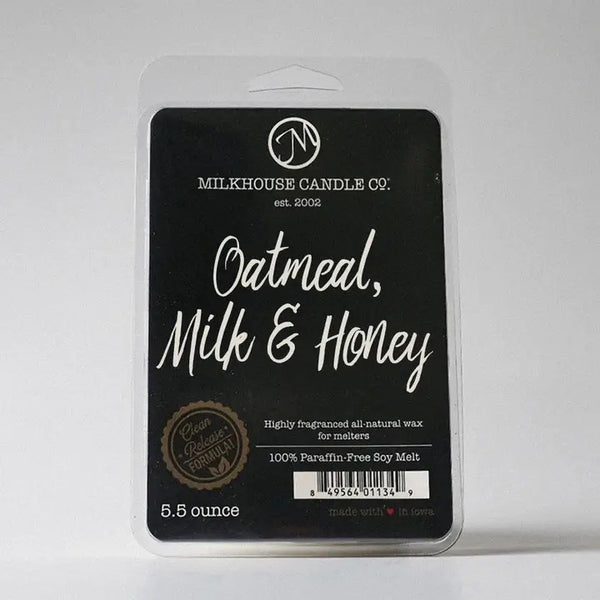 M
MILKHOUSE CANDLE CO.
est. 2002
Oatmeal,
Milk & Honey
Clean
Release
FORMULA!
Highly fragranced all-natural wax
for melters
100% Paraffin-Free Soy Melt
8 49564 01134 9
5.5 ounce
made with ♥ in iowa